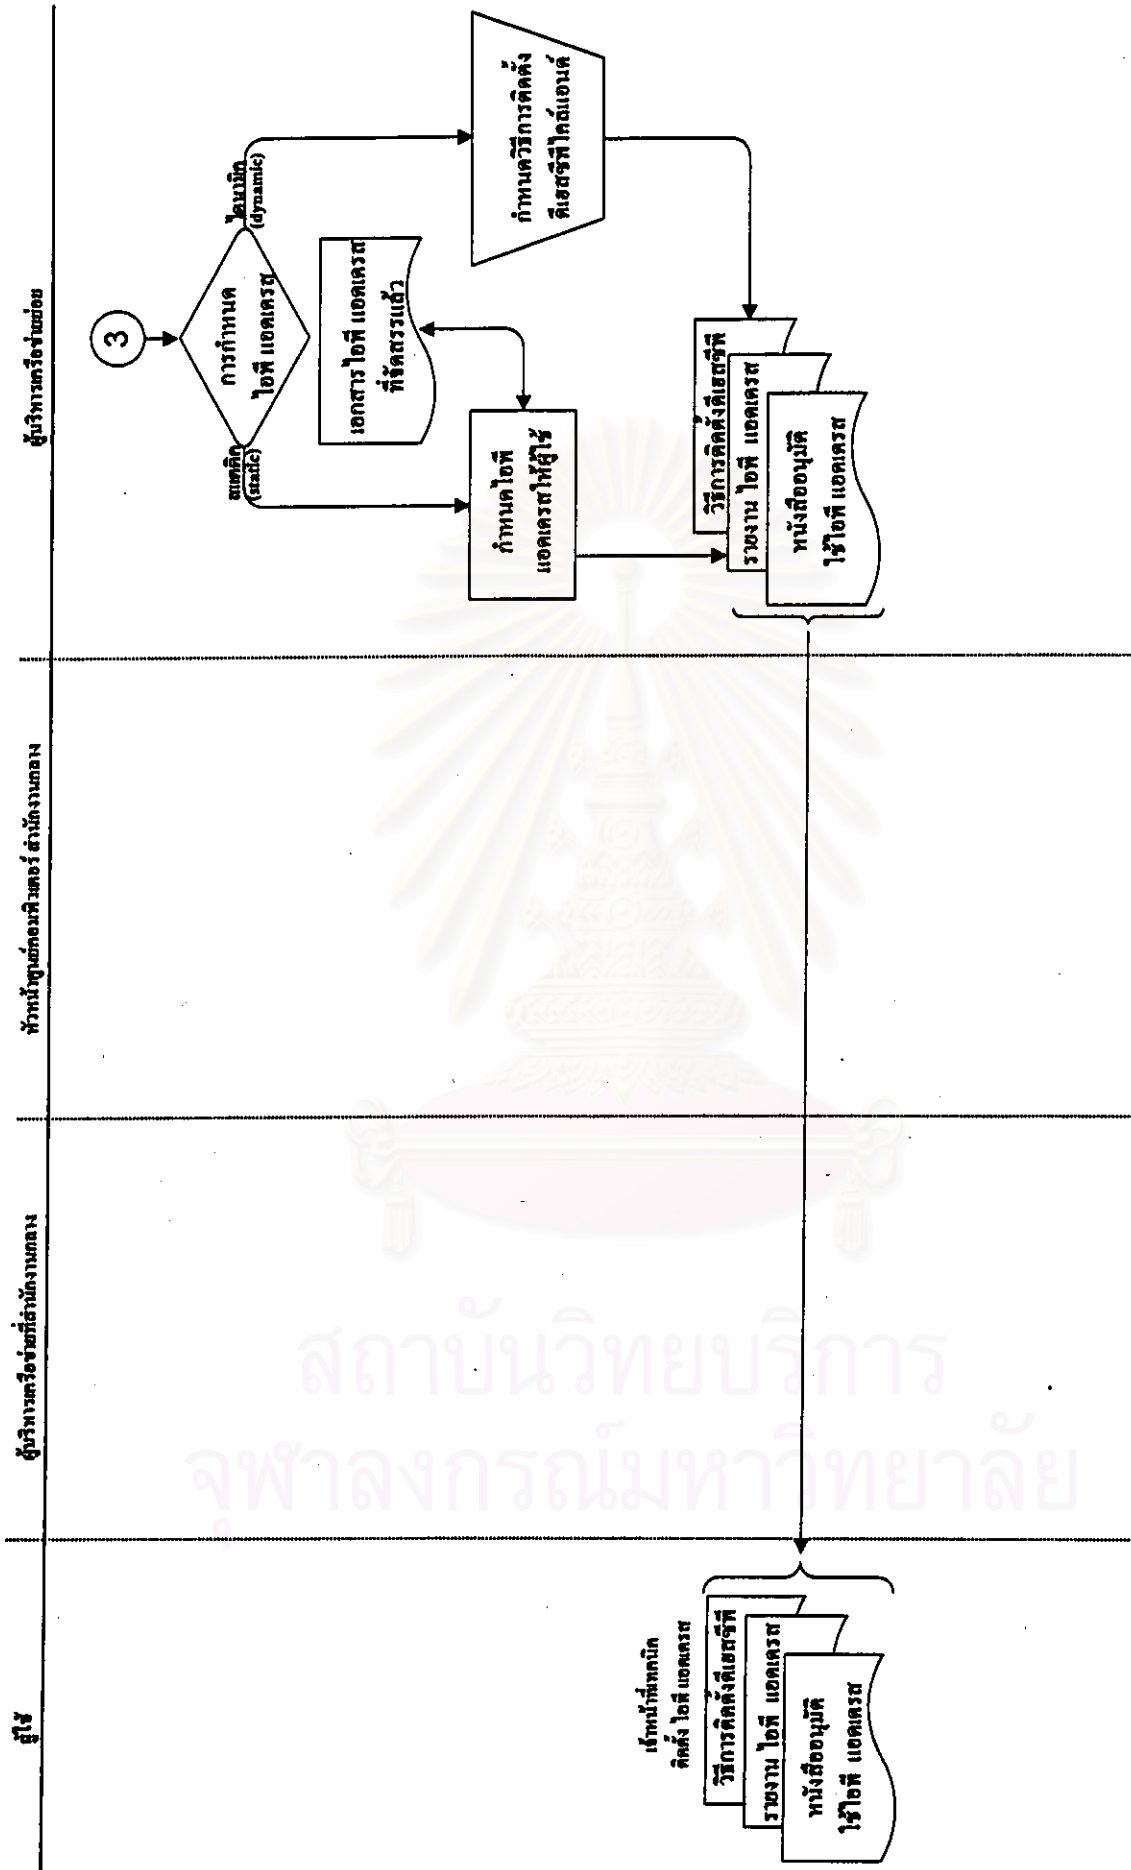 ผู้ใช้
ผู้บริหารเครือข่ายที่สำนักงานกลาง
หัวหน้าศูนย์คอมพิวเตอร์ สำนักงานกลาง
ผู้บริหารเครือข่ายย่อย
3
การกำหนด
ไอพี แอดเดรส
สแตติก
(static)
ไดนามิก
(dynamic)
เอกสาร ไอพี แอดเดรส
ที่จัดสรรแล้ว
กำหนดไอพี
แอดเดรสให้ผู้ใช้
กำหนดวิธีการติดตั้ง
ดีเฮสซีพีไคล์แอนต์
วิธีการติดตั้งดีเฮสซีพี
รายงาน ไอพี แอดเดรส
หนังสืออนุมัติ
ใช้ไอพี แอดเดรส
เจ้าหน้าที่เทคนิค
ติดตั้ง ไอพี แอดเดรส
วิธีการติดตั้งดีเฮสซีพี
รายงาน ไอพี แอดเดรส
หนังสืออนุมัติ
ใช้ไอพี แอดเดรส
สถาบันวิทยบริการ
จุฬาลงกรณ์มหาวิทยาลัย